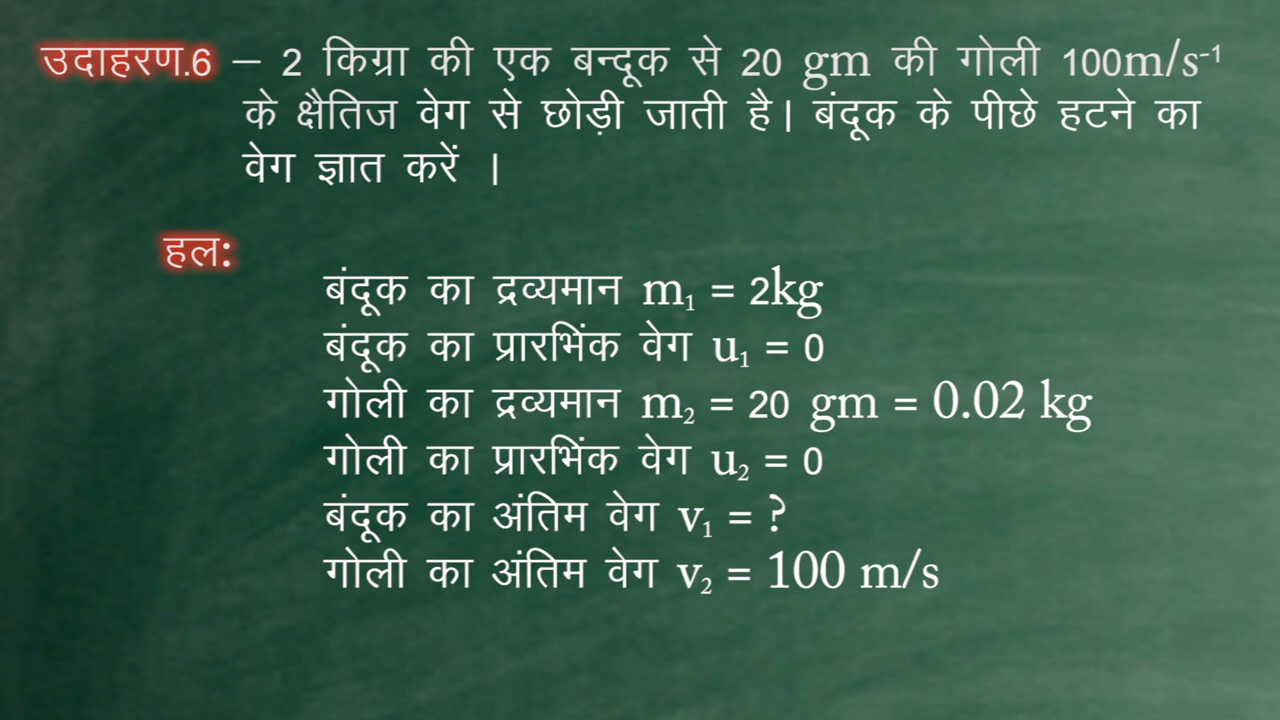 उदाहरण.6 – 2 किग्रा की एक बन्दूक से 20 gm की गोली 100m/s⁻¹
के क्षैतिज वेग से छोड़ी जाती है। बंदूक के पीछे हटने का
वेग ज्ञात करें ।
हल:
बंदूक का द्रव्यमान m₁ = 2kg
बंदूक का प्रारभिंक वेग u₁ = 0
गोली का द्रव्यमान m₂ = 20 gm = 0.02 kg
गोली का प्रारभिंक वेग u₂ = 0
बंदूक का अंतिम वेग v₁ = ?
गोली का अंतिम वेग v₂ = 100 m/s